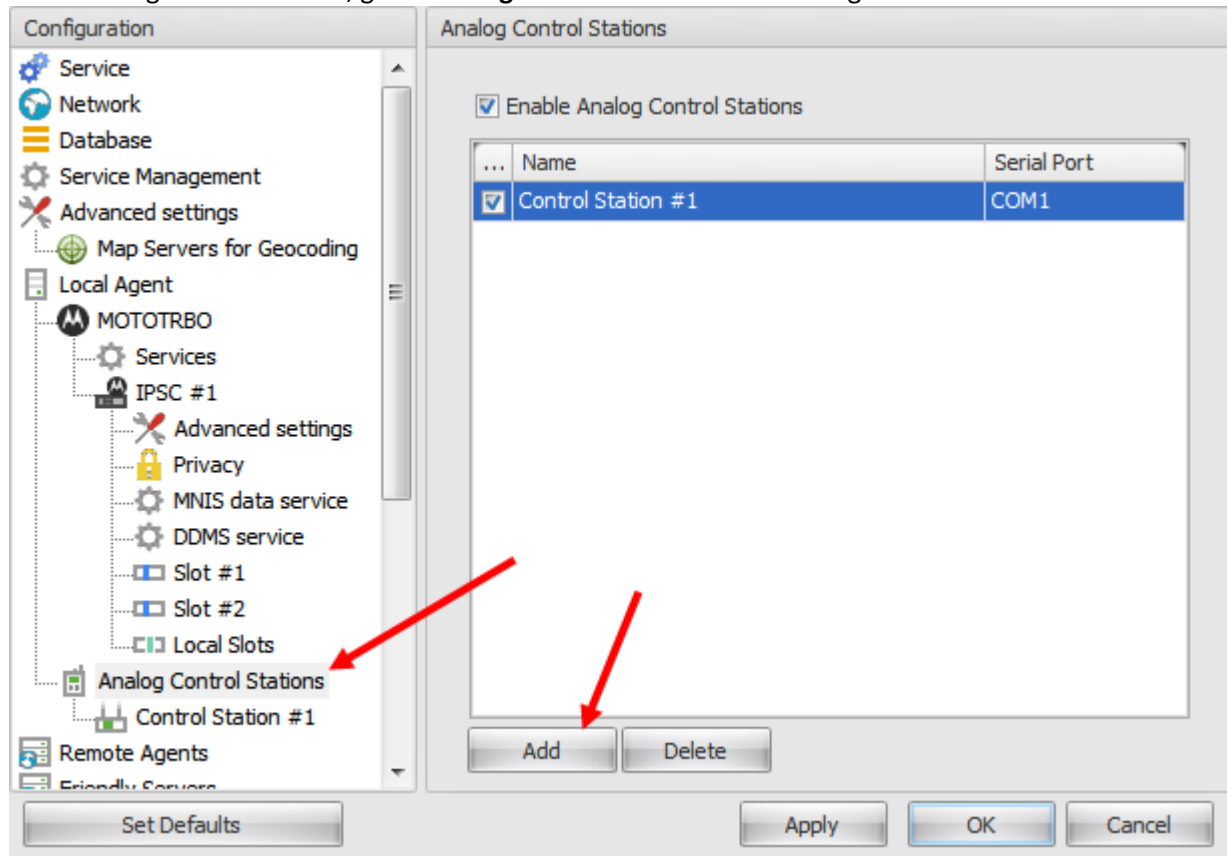 Configuration
Service
Network
Database
Service Management
Advanced settings
Map Servers for Geocoding
Local Agent
MOTOTRBO
Services
IPSC #1
Advanced settings
Privacy
MNIS data service
DDMS service
Slot #1
Slot #2
Local Slots
Analog Control Stations
Control Station #1
Remote Agents
Set Defaults
Analog Control Stations
Enable Analog Control Stations
... Name Serial Port
Control Station #1 COM1
Add Delete
Apply OK Cancel